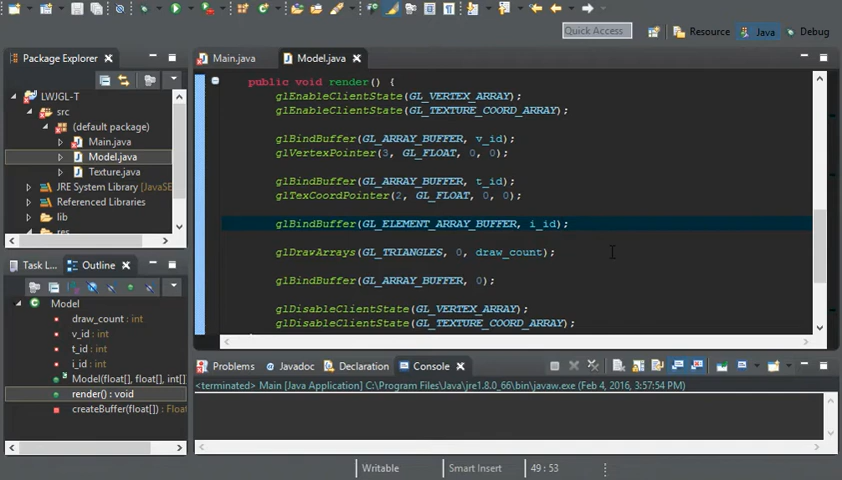 Quick Access
Resource
Java
Debug
Package Explorer
LWJGL-T
src
(default package)
Main.java
Model.java
Texture.java
JRE System Library [JavaSE
Referenced Libraries
lib
res
Task L...
Outline
Model
draw_count : int
v_id : int
t_id : int
i_id : int
Model(float[], float[], int[]
render() : void
createBuffer(float[]) : Float
Main.java
Model.java
public void render() {
glEnableClientState(GL_VERTEX_ARRAY);
glEnableClientState(GL_TEXTURE_COORD_ARRAY);
glBindBuffer(GL_ARRAY_BUFFER, v_id);
glVertexPointer(3, GL_FLOAT, 0, 0);
glBindBuffer(GL_ARRAY_BUFFER, t_id);
glTexCoordPointer(2, GL_FLOAT, 0, 0);
glBindBuffer(GL_ELEMENT_ARRAY_BUFFER, i_id);
glDrawArrays(GL_TRIANGLES, 0, draw_count);
glBindBuffer(GL_ARRAY_BUFFER, 0);
glDisableClientState(GL_VERTEX_ARRAY);
glDisableClientState(GL_TEXTURE_COORD_ARRAY);
Problems
Javadoc
Declaration
Console
<terminated> Main [Java Application] C:\Program Files\Java\jre1.8.0_66\bin\javaw.exe (Feb 4, 2016, 3:57:54 PM)
Writable
Smart Insert
49 : 53